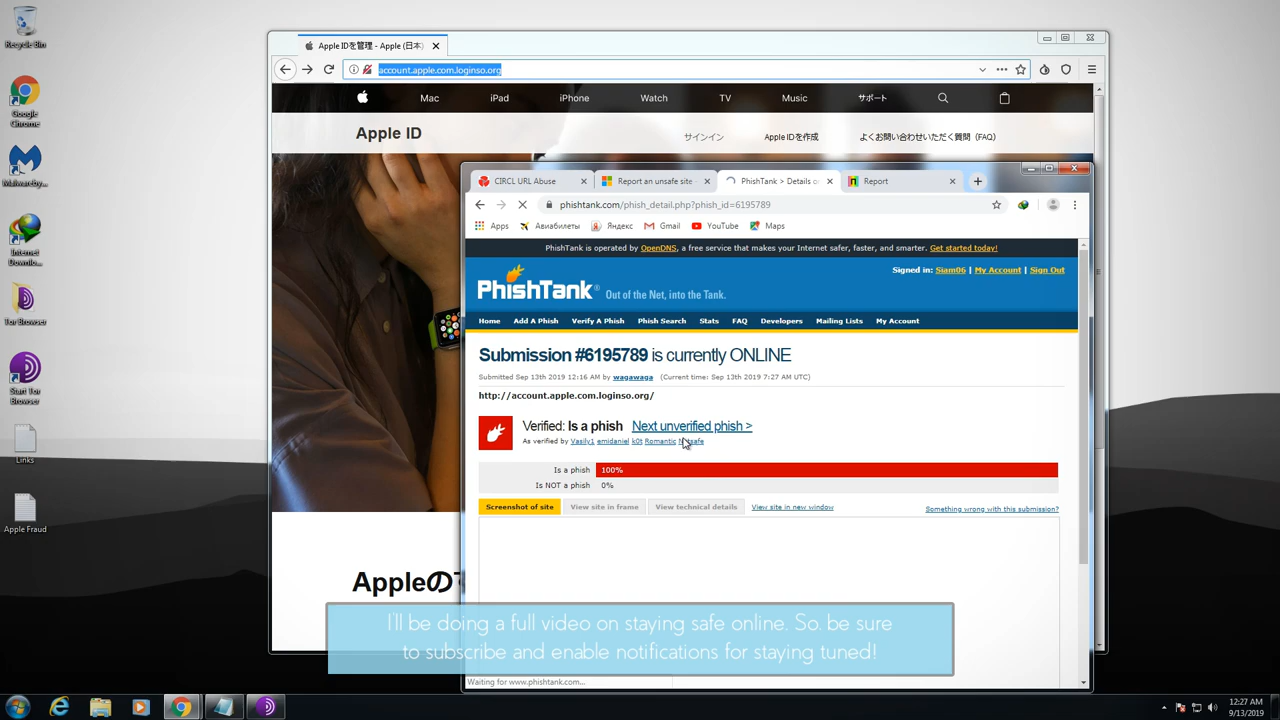 Recycle Bin
Google
Chrome
Malwareby...
Internet
Downlo...
Tor Browser
Start Tor
Browser
Links
Apple Fraud
Apple IDを管理 - Apple (日本)
account.apple.com.loginso.org
Mac iPad iPhone Watch TV Music サポート
Apple ID
サインイン Apple IDを作成 よくお問い合わせいただく質問（FAQ）
CIRCL URL Abuse Report an unsafe site PhishTank > Details o Report
phishtank.com/phish_detail.php?phish_id=6195789
Apps Авиабилеты Яндекс Gmail YouTube Maps
PhishTank is operated by OpenDNS, a free service that makes your Internet safer, faster, and smarter. Get started today!
Signed in: Siam06 | My Account | Sign Out
PhishTank® Out of the Net, into the Tank.
Home Add A Phish Verify A Phish Phish Search Stats FAQ Developers Mailing Lists My Account
Submission #6195789 is currently ONLINE
Submitted Sep 13th 2019 12:16 AM by wagawaga (Current time: Sep 13th 2019 7:27 AM UTC)
http://account.apple.com.loginso.org/
Verified: Is a phish Next unverified phish >
As verified by Vasily1 emidaniel k0t Romantic
Is a phish 100%
Is NOT a phish 0%
Screenshot of site View site in frame View technical details View site in new window Something wrong with this submission?
Appleの
I'll be doing a full video on staying safe online. So. be sure
to subscribe and enable notifications for staying tuned!
Waiting for www.phishtank.com...
12:27 AM
9/13/2019